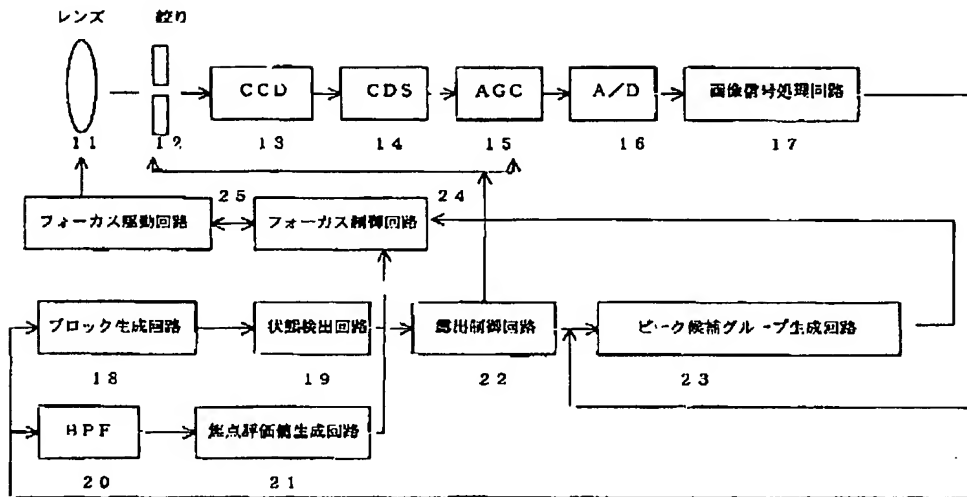 レンズ 絞り
CCD CDS AGC A/D 画像信号処理回路
11 12 13 14 15 16 17
25 24
フォーカス駆動回路 フォーカス制御回路
ブロック生成回路 状態検出回路 露出制御回路 ピーク候補グループ生成回路
18 19 22 23
BPF 焦点評価値生成回路
20 21